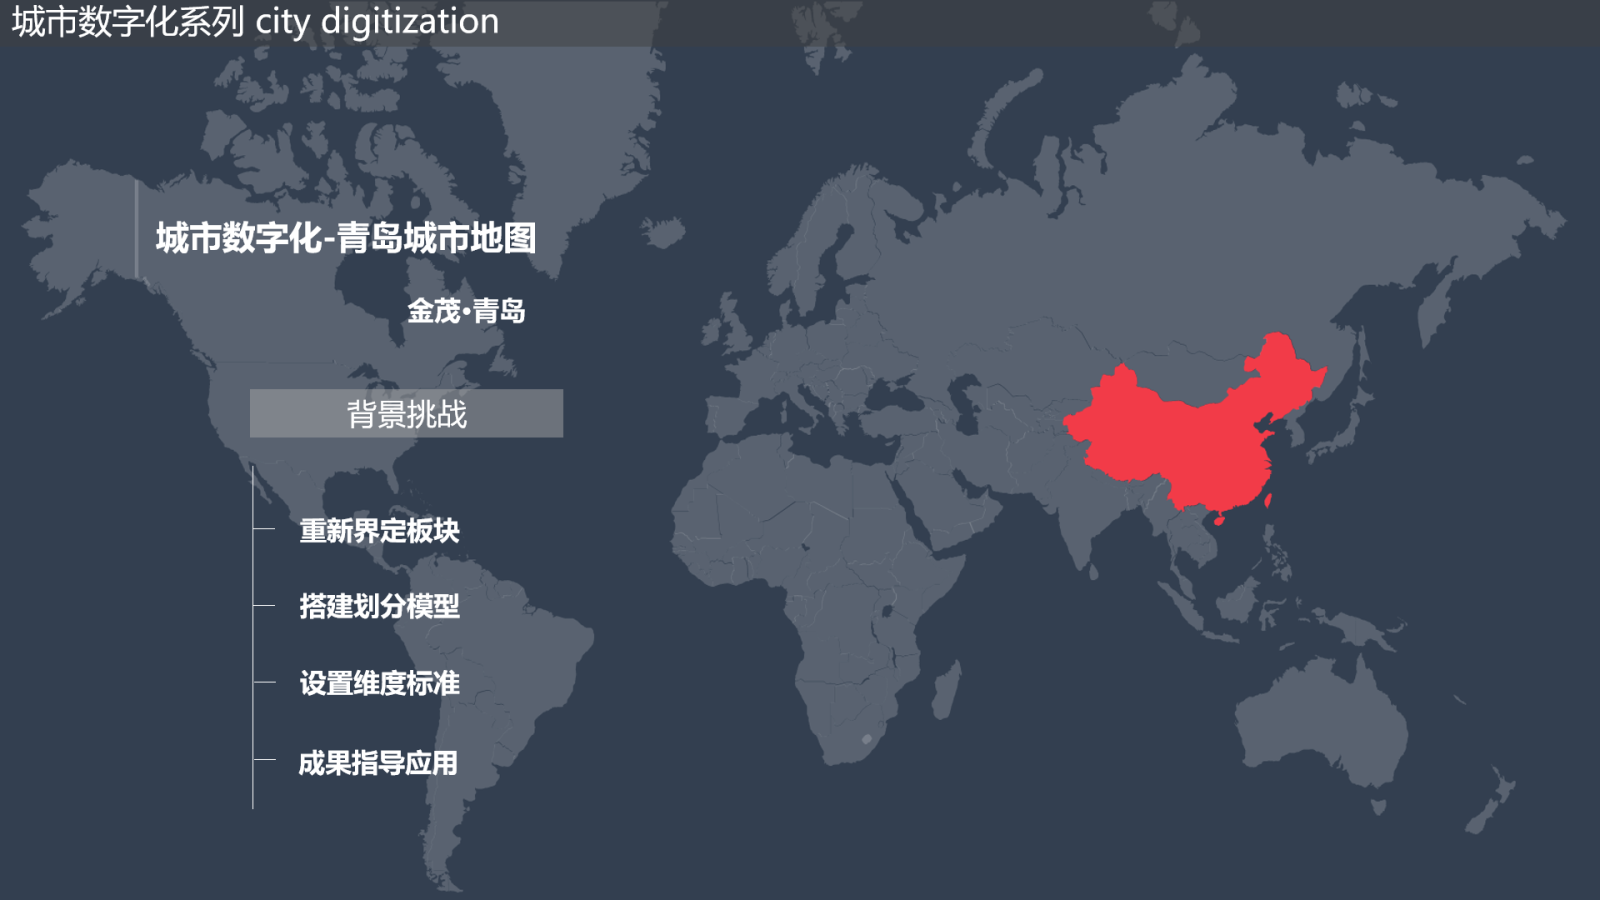 城市数字化系列 city digitization
城市数字化-青岛城市地图
金茂•青岛
背景挑战
重新界定板块
搭建划分模型
设置维度标准
成果指导应用